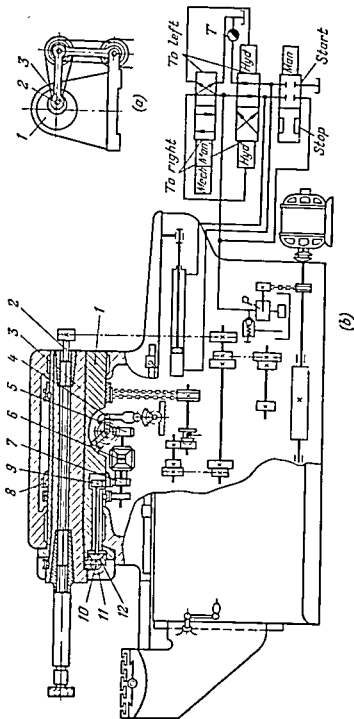 3
2
1
(a)
To left
T
Hyd
Man
Start
To right
Mech
Man
Hyd
Stop
P
2
1
3
4
5
6
7
9
8
10
11
12
(b)